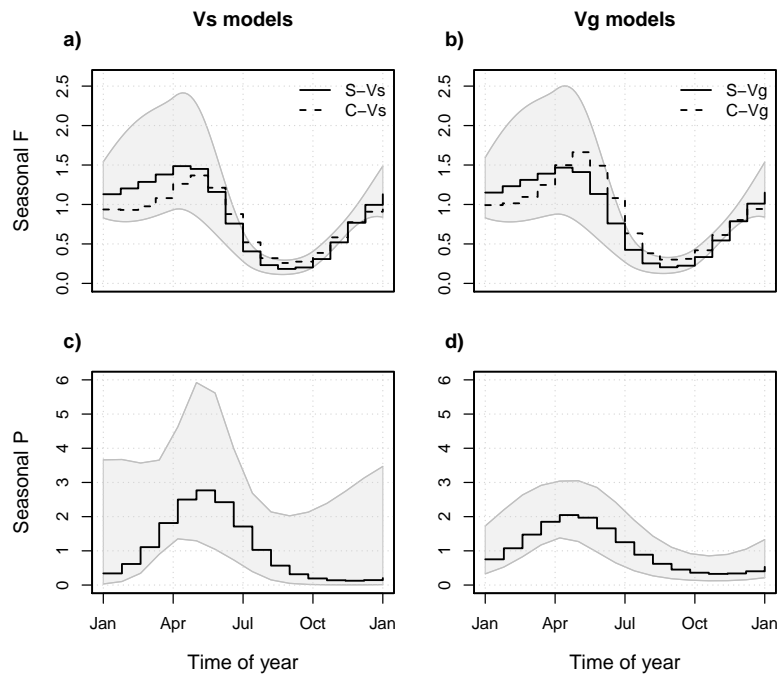 Vs models
Vg models
a)
b)
Seasonal F
0.0 0.5 1.0 1.5 2.0 2.5
S−Vs
C−Vs
0.0 0.5 1.0 1.5 2.0 2.5
S−Vg
C−Vg
c)
d)
Seasonal P
0 1 2 3 4 5 6
0 1 2 3 4 5 6
Jan Apr Jul Oct Jan
Jan Apr Jul Oct Jan
Time of year
Time of year